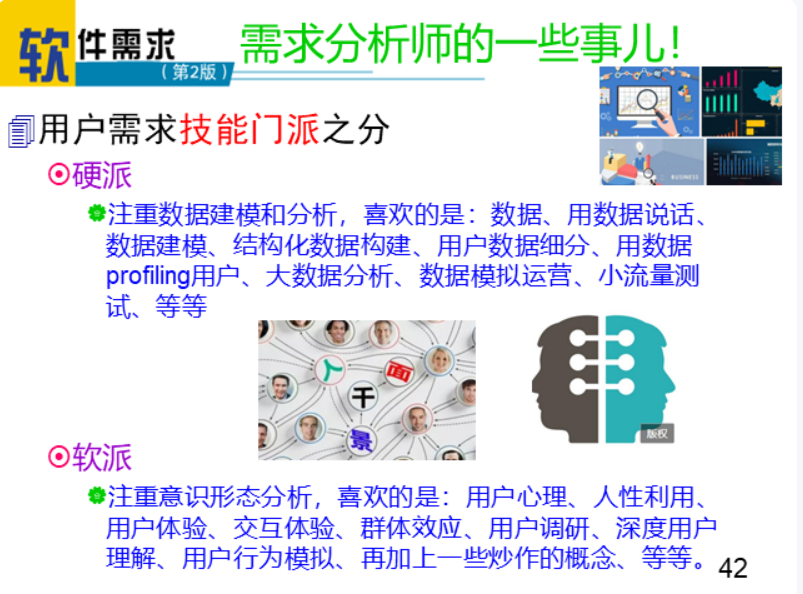 软件需求
（第2版）
需求分析师的一些事儿！
用户需求技能门派之分
硬派
注重数据建模和分析，喜欢的是：数据、用数据说话、
数据建模、结构化数据构建、用户数据细分、用数据
profiling用户、大数据分析、数据模拟运营、小流量测
试、等等
BUSINESS
人
面
千
景
版权
软派
注重意识形态分析，喜欢的是：用户心理、人性利用、
用户体验、交互体验、群体效应、用户调研、深度用户
理解、用户行为模拟、再加上一些炒作的概念、等等。
42